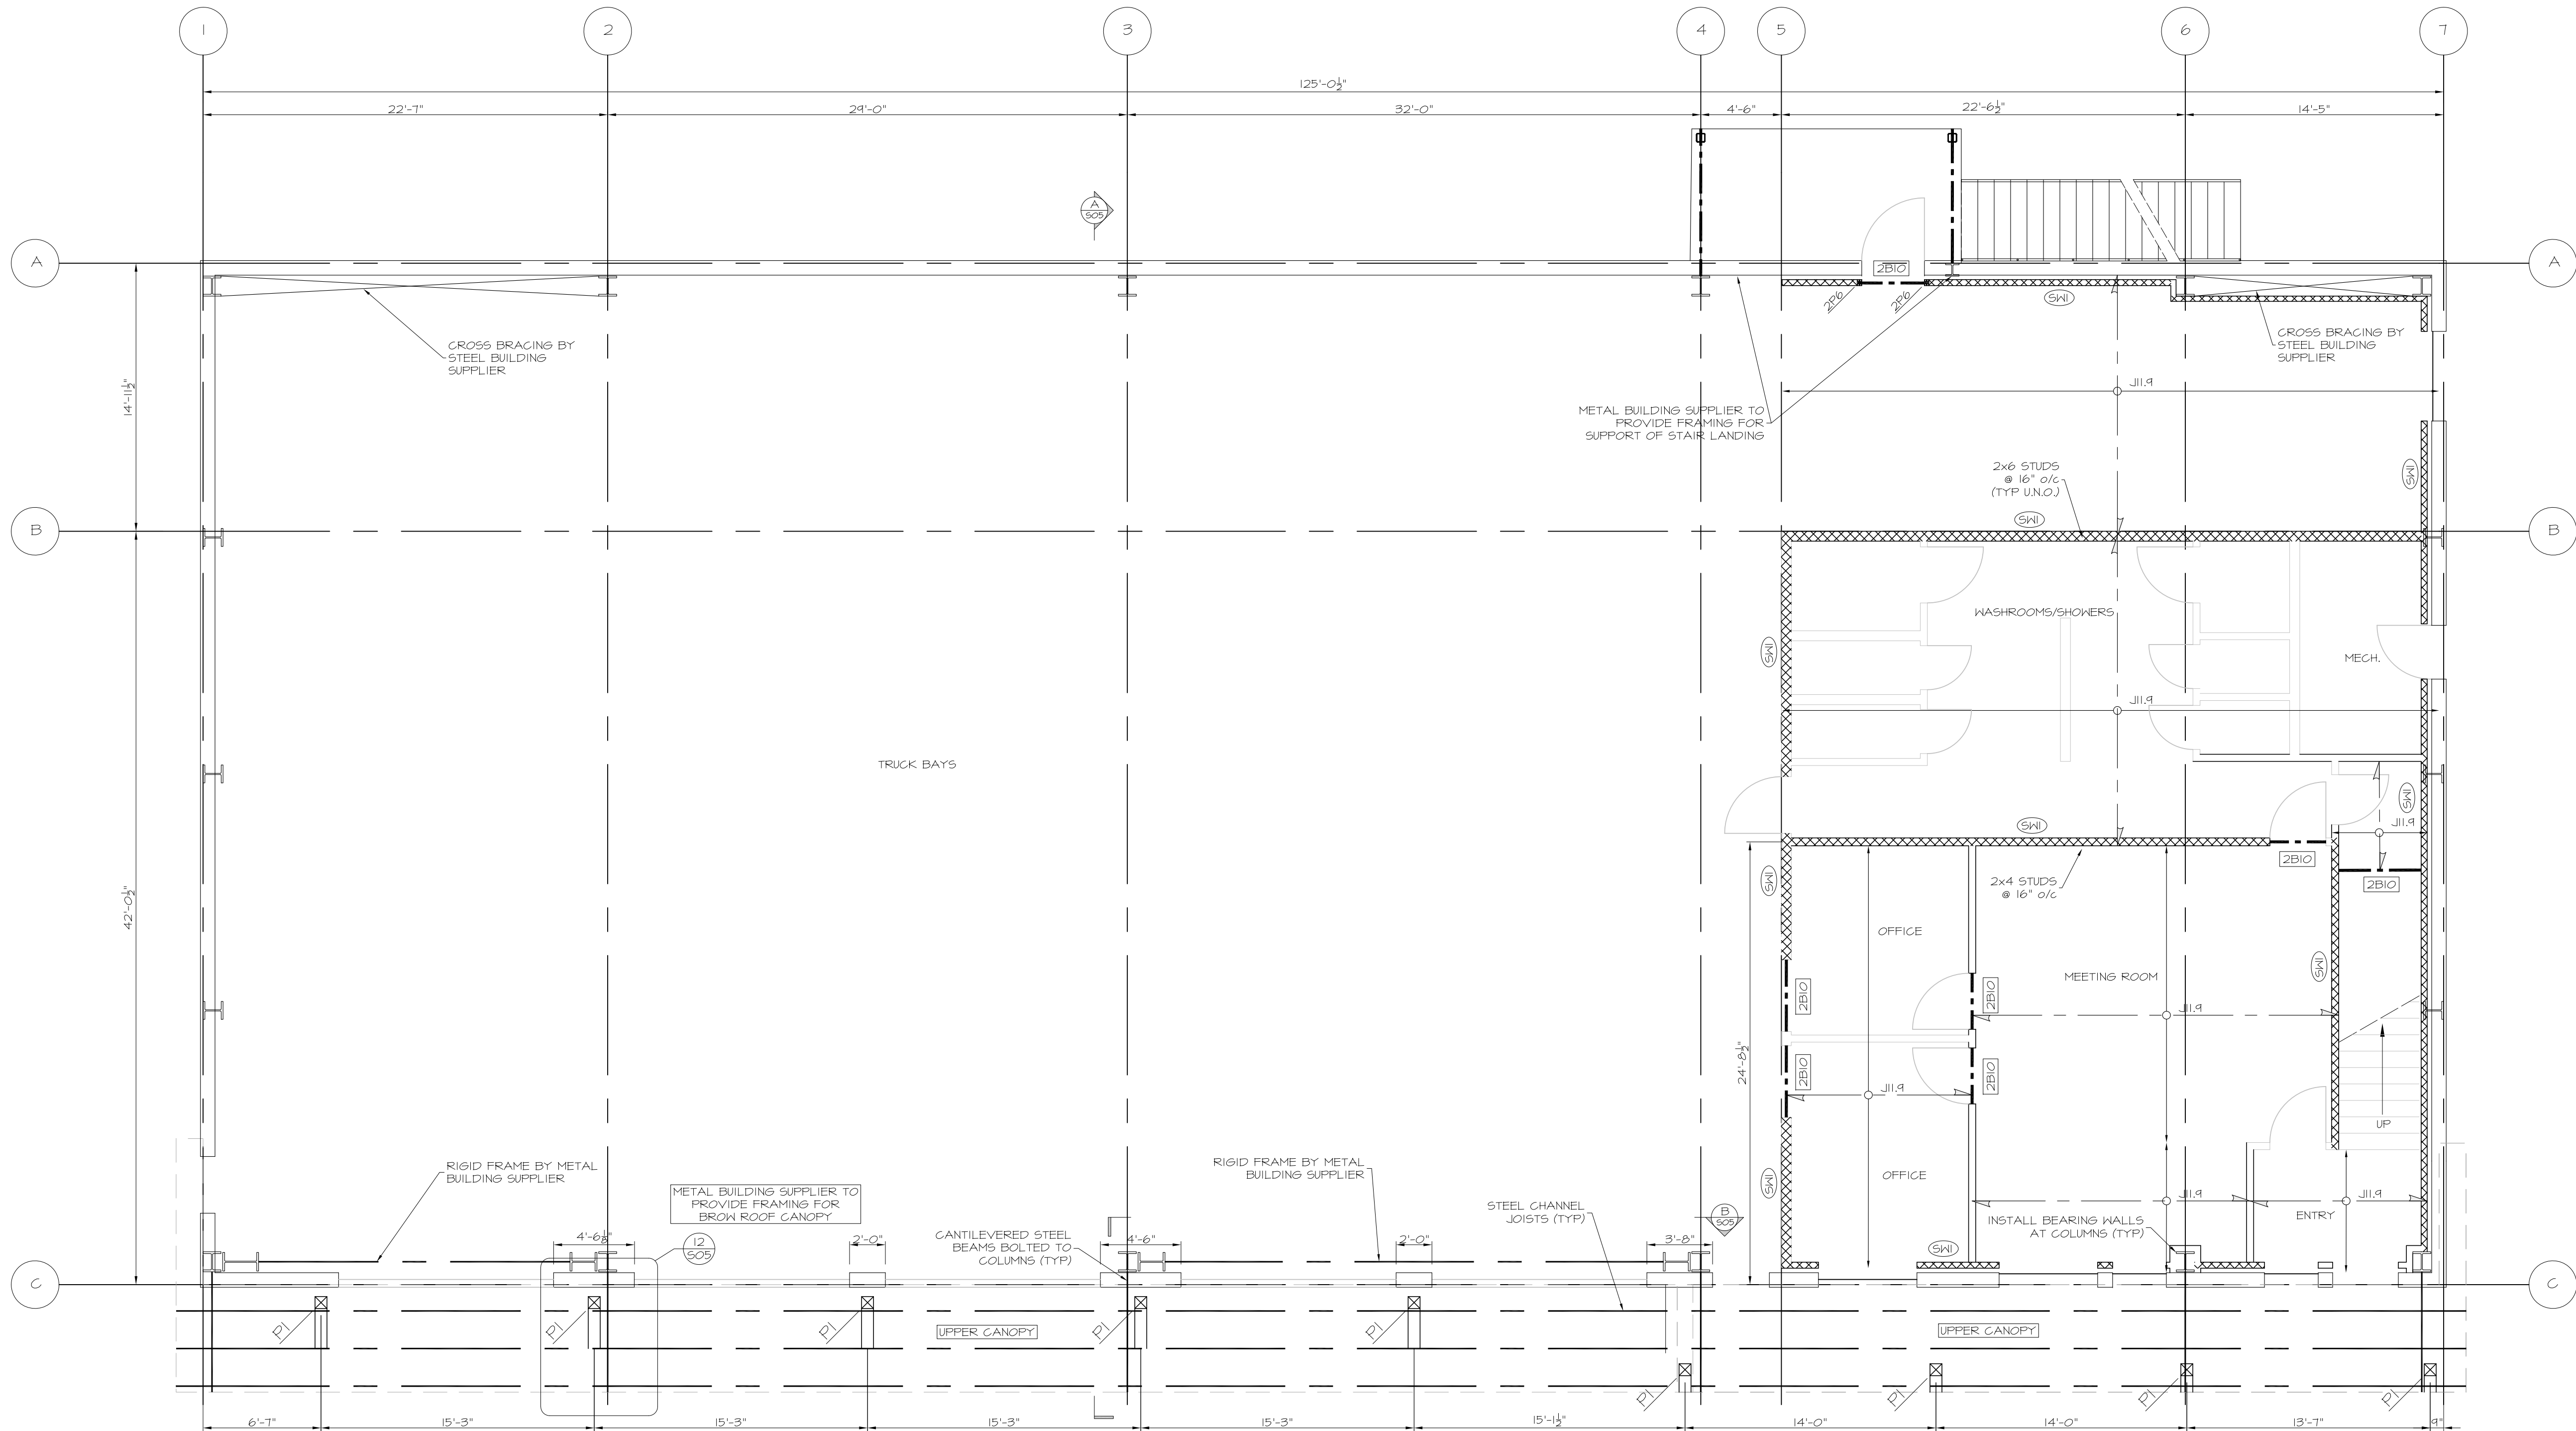 1
2
3
4
5
6
7
125'-0½"
22'-7"
29'-0"
32'-0"
4'-6"
22'-6½"
14'-5"
A
S05
A
A
2B10
2P6
2P6
SW1
CROSS BRACING BY
STEEL BUILDING
SUPPLIER
CROSS BRACING BY
STEEL BUILDING
SUPPLIER
14'-11½"
J11.9
METAL BUILDING SUPPLIER TO
PROVIDE FRAMING FOR
SUPPORT OF STAIR LANDING
2x6 STUDS
@ 16" o/c
(TYP U.N.O.)
SW1
B
SW1
B
WASHROOMS/SHOWERS
SW1
MECH.
J11.9
TRUCK BAYS
SW1
SW1
J11.9
2B10
2B10
SW1
2x4 STUDS
@ 16" o/c
42'-0½"
OFFICE
SW1
MEETING ROOM
2B10
2B10
J11.9
24'-8½"
2B10
2B10
J11.9
UP
RIGID FRAME BY METAL
BUILDING SUPPLIER
RIGID FRAME BY METAL
BUILDING SUPPLIER
OFFICE
SW1
METAL BUILDING SUPPLIER TO
PROVIDE FRAMING FOR
BROW ROOF CANOPY
J11.9
J11.9
STEEL CHANNEL
JOISTS (TYP)
B
S05
ENTRY
INSTALL BEARING WALLS
AT COLUMNS (TYP)
CANTILEVERED STEEL
BEAMS BOLTED TO
COLUMNS (TYP)
4'-6½"
12
S05
2'-0"
4'-6"
2'-0"
3'-8"
SW1
C
C
P1
P1
P1
UPPER CANOPY
P1
P1
UPPER CANOPY
P1
P1
P1
P1
6'-7"
15'-3"
15'-3"
15'-3"
15'-3"
15'-1½"
14'-0"
14'-0"
13'-7"
9"